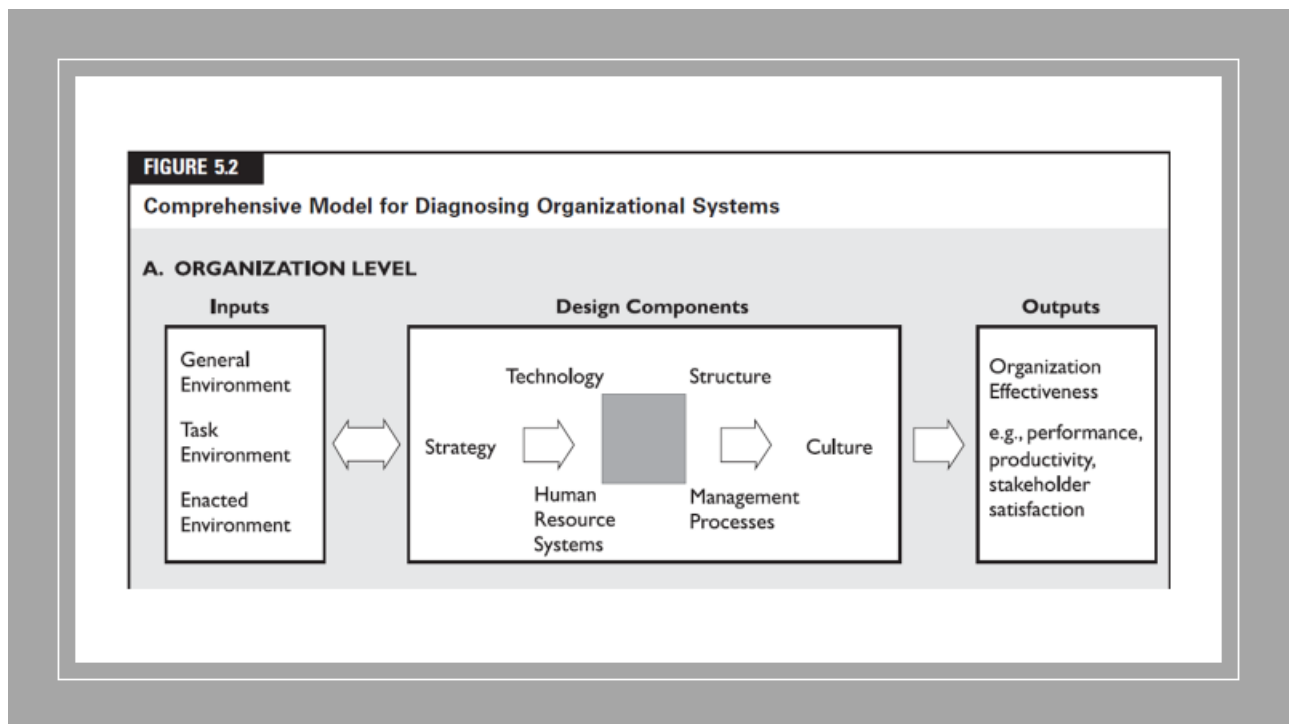 FIGURE 5.2
Comprehensive Model for Diagnosing Organizational Systems
A. ORGANIZATION LEVEL
Inputs
General
Environment
Task
Environment
Enacted
Environment
Design Components
Technology
Structure
Strategy
Culture
Human
Resource
Systems
Management
Processes
Outputs
Organization
Effectiveness
e.g., performance,
productivity,
stakeholder
satisfaction